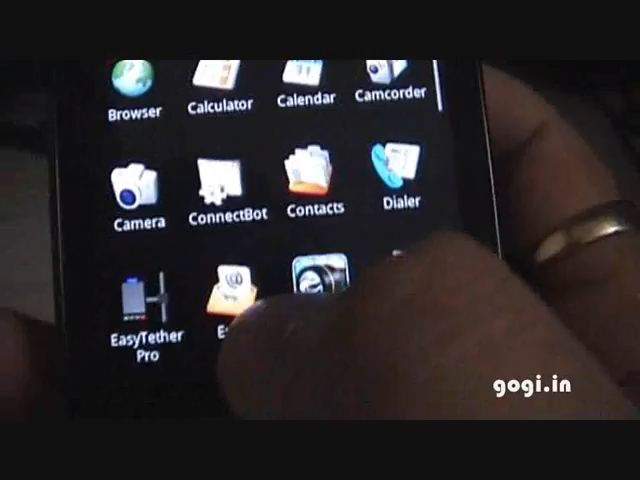 Browser
Calculator
Calendar
Camcorder
Camera
ConnectBot
Contacts
Dialer
EasyTether
Pro
gogi.in